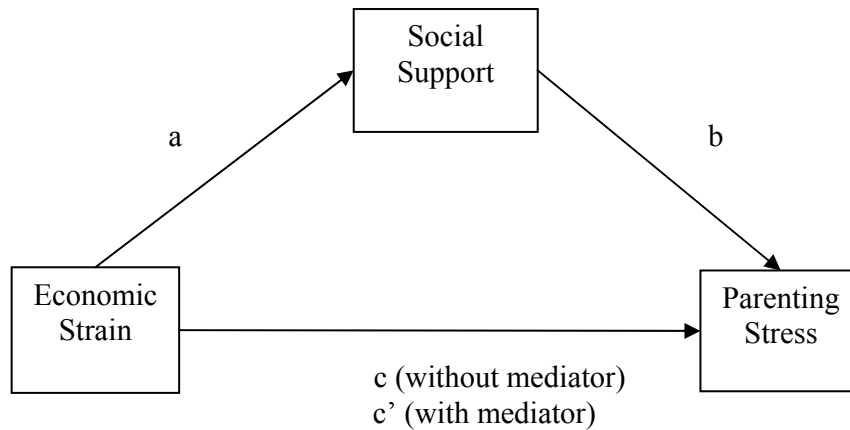 Social
Support
a
b
Economic
Strain
Parenting
Stress
c (without mediator)
c’ (with mediator)